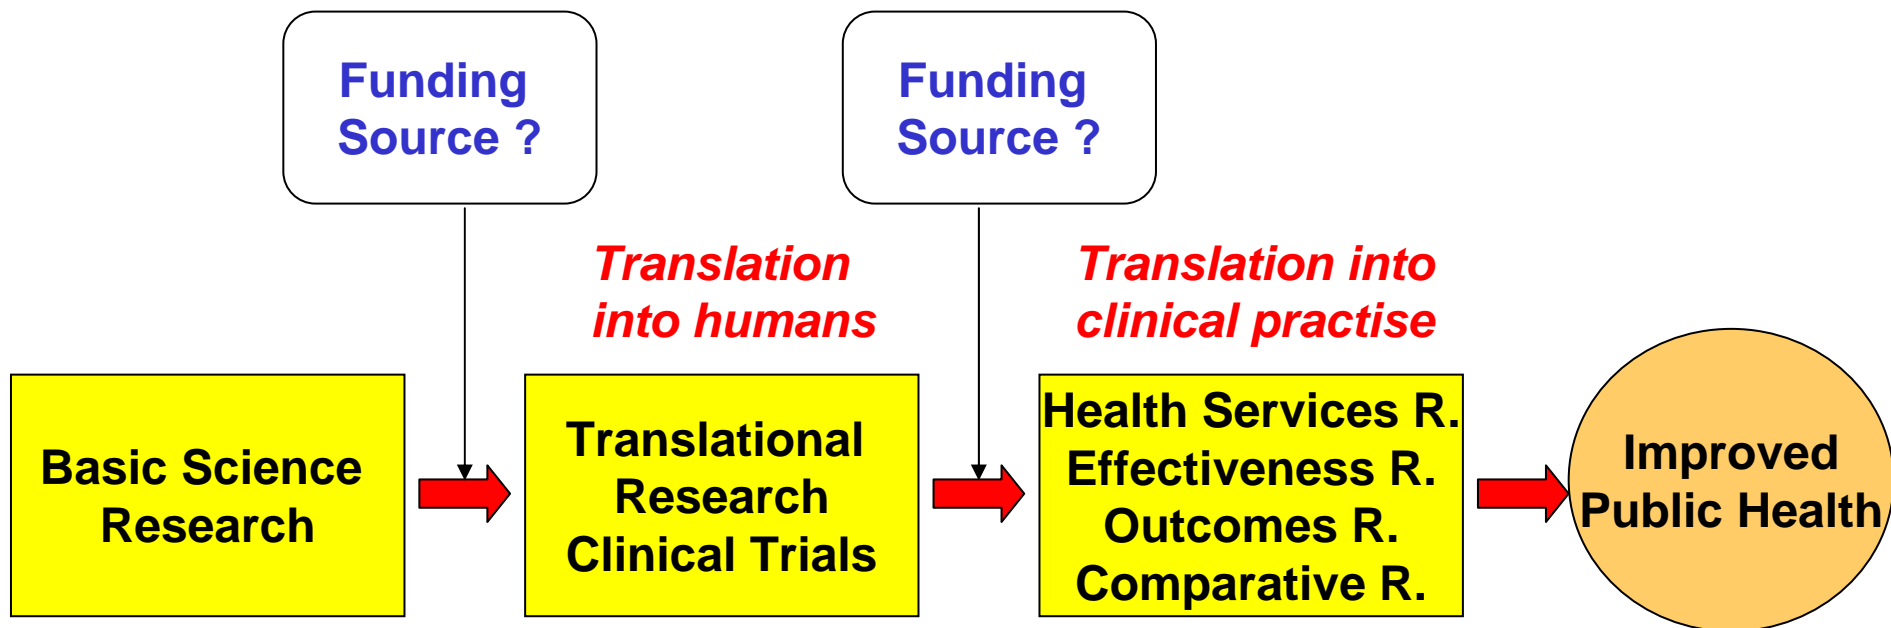 Funding
Source ?
Funding
Source ?
Translation
into humans
Translation into
clinical practise
Basic Science
Research
Translational
Research
Clinical Trials
Health Services R.
Effectiveness R.
Outcomes R.
Comparative R.
Improved
Public Health